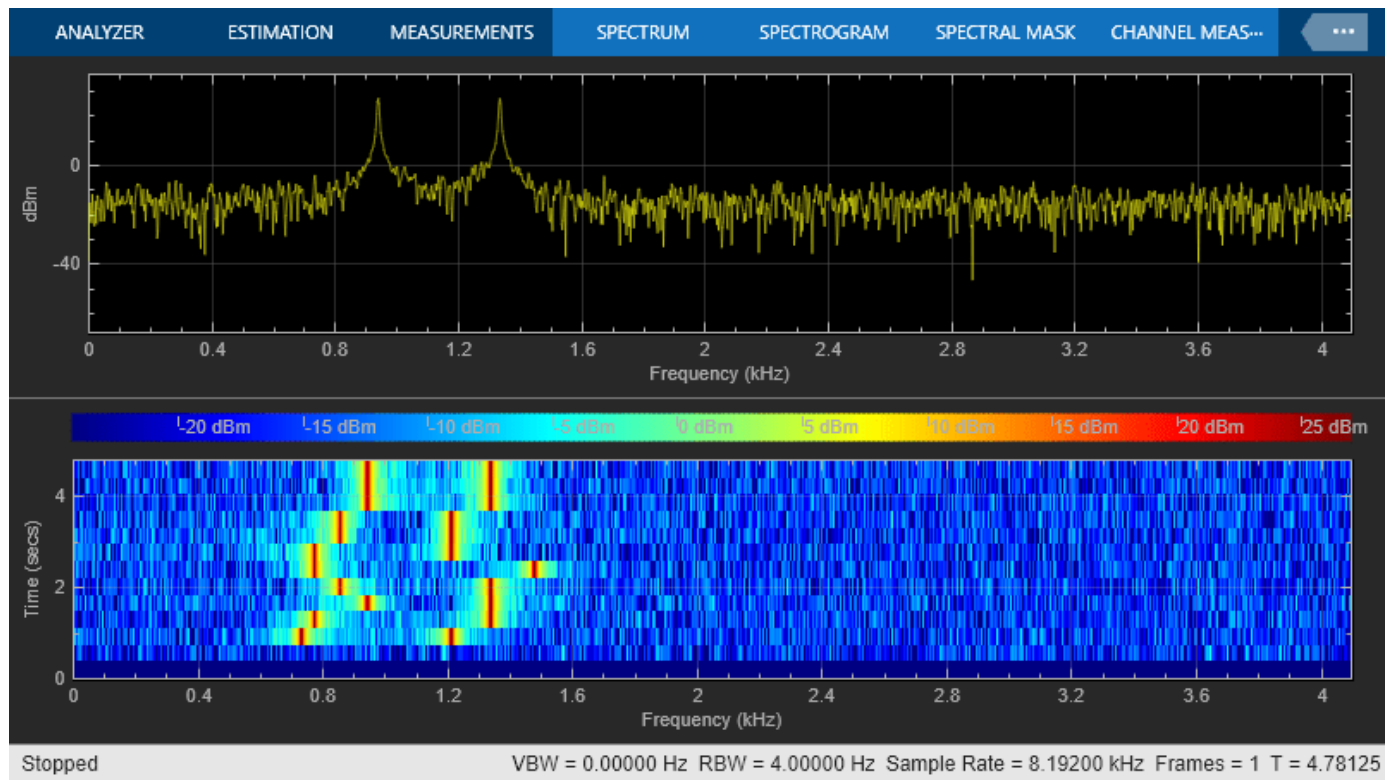 ANALYZER ESTIMATION MEASUREMENTS SPECTRUM SPECTROGRAM SPECTRAL MASK CHANNEL MEAS... ...
0
-40
dBm
0 0.4 0.8 1.2 1.6 2 2.4 2.8 3.2 3.6 4
Frequency (kHz)
-20 dBm -15 dBm -10 dBm -5 dBm 0 dBm 5 dBm 10 dBm 15 dBm 20 dBm 25 dBm
4
2
0
Time (secs)
0 0.4 0.8 1.2 1.6 2 2.4 2.8 3.2 3.6 4
Frequency (kHz)
Stopped VBW = 0.00000 Hz RBW = 4.00000 Hz Sample Rate = 8.19200 kHz Frames = 1 T = 4.78125